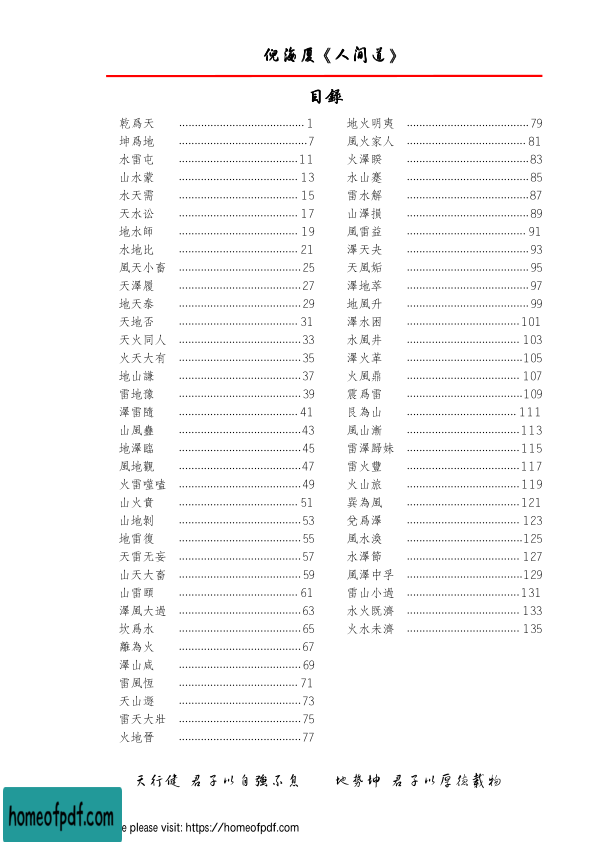 倪海厦《人间道》
目錄
乾爲天 ........................................ 1
坤爲地 ........................................ 7
水雷屯 ........................................ 11
山水蒙 ........................................ 13
水天需 ........................................ 15
天水讼 ........................................ 17
地水師 ........................................ 19
水地比 ........................................ 21
風天小畜 ........................................ 25
天澤履 ........................................ 27
地天泰 ........................................ 29
天地否 ........................................ 31
天火同人 ........................................ 33
火天大有 ........................................ 35
地山謙 ........................................ 37
雷地豫 ........................................ 39
澤雷隨 ........................................ 41
山風蠱 ........................................ 43
地澤臨 ........................................ 45
風地觀 ........................................ 47
火雷噬嗑 ........................................ 49
山火賁 ........................................ 51
山地剝 ........................................ 53
地雷復 ........................................ 55
天雷无妄 ........................................ 57
山天大畜 ........................................ 59
山雷頤 ........................................ 61
澤風大過 ........................................ 63
坎爲水 ........................................ 65
離為火 ........................................ 67
澤山咸 ........................................ 69
雷風恆 ........................................ 71
天山遯 ........................................ 73
雷天大壯 ........................................ 75
火地晉 ........................................ 77
地火明夷 ........................................ 79
風火家人 ........................................ 81
火澤睽 ........................................ 83
水山蹇 ........................................ 85
雷水解 ........................................ 87
山澤損 ........................................ 89
風雷益 ........................................ 91
澤天夬 ........................................ 93
天風姤 ........................................ 95
澤地萃 ........................................ 97
地風升 ........................................ 99
澤水困 ........................................ 101
水風井 ........................................ 103
澤火革 ........................................ 105
火風鼎 ........................................ 107
震爲雷 ........................................ 109
艮為山 ........................................ 111
風山漸 ........................................ 113
雷澤歸妹 ........................................ 115
雷火豐 ........................................ 117
火山旅 ........................................ 119
巽為風 ........................................ 121
兌爲澤 ........................................ 123
風水渙 ........................................ 125
水澤節 ........................................ 127
風澤中孚 ........................................ 129
雷山小過 ........................................ 131
水火既濟 ........................................ 133
火水未濟 ........................................ 135
天行健 君子以自強不息 地勢坤 君子以厚德載物
homeofpdf.com
please visit: https://homeofpdf.com